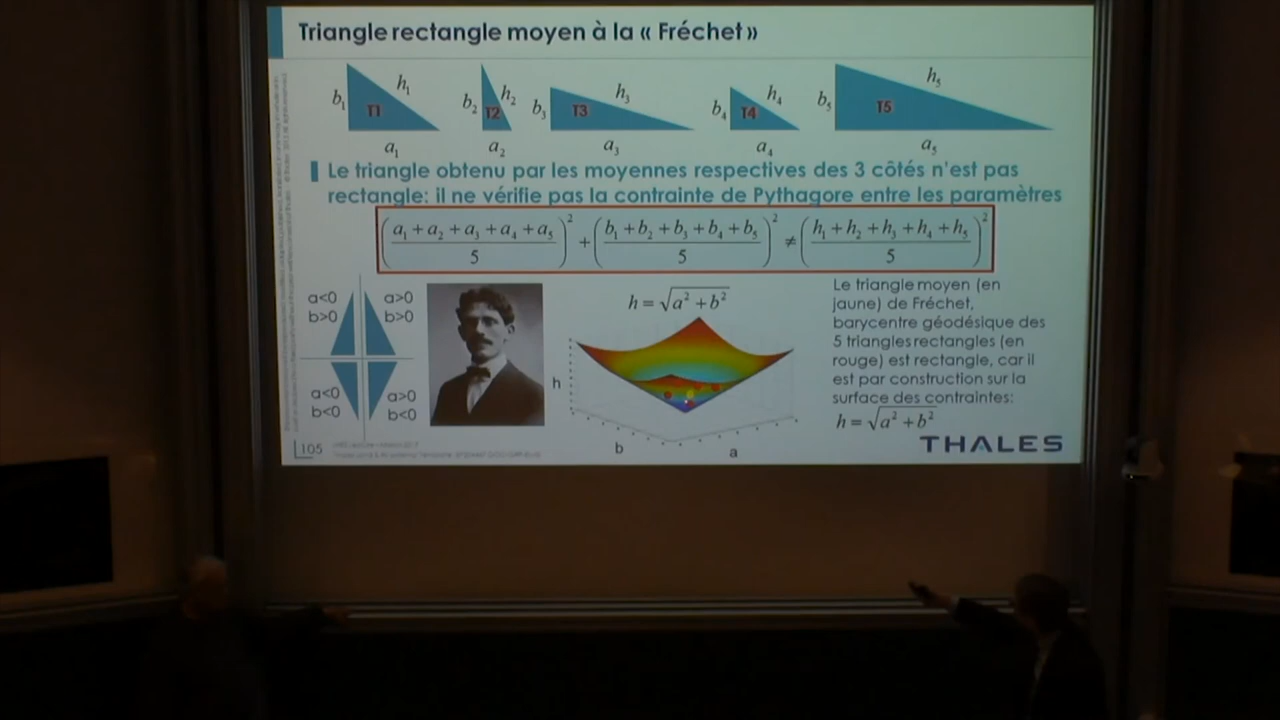 Triangle rectangle moyen à la « Fréchet »
b₁ h₁ T1 a₁
b₂ h₂ T2 a₂
b₃ h₃ T3 a₃
b₄ h₄ T4 a₄
b₅ h₅ T5 a₅
Le triangle obtenu par les moyennes respectives des 3 côtés n'est pas
rectangle: il ne vérifie pas la contrainte de Pythagore entre les paramètres
((a₁ + a₂ + a₃ + a₄ + a₅)/5)² + ((b₁ + b₂ + b₃ + b₄ + b₅)/5)² ≠ ((h₁ + h₂ + h₃ + h₄ + h₅)/5)²
a<0 a>0
b>0 b>0
a<0 a>0
b<0 b<0
h = √(a² + b²)
h
b
a
Le triangle moyen (en
jaune) de Fréchet,
barycentre géodésique des
5 triangles rectangles (en
rouge) est rectangle, car il
est par construction sur la
surface des contraintes:
h = √(a² + b²)
105
THALES